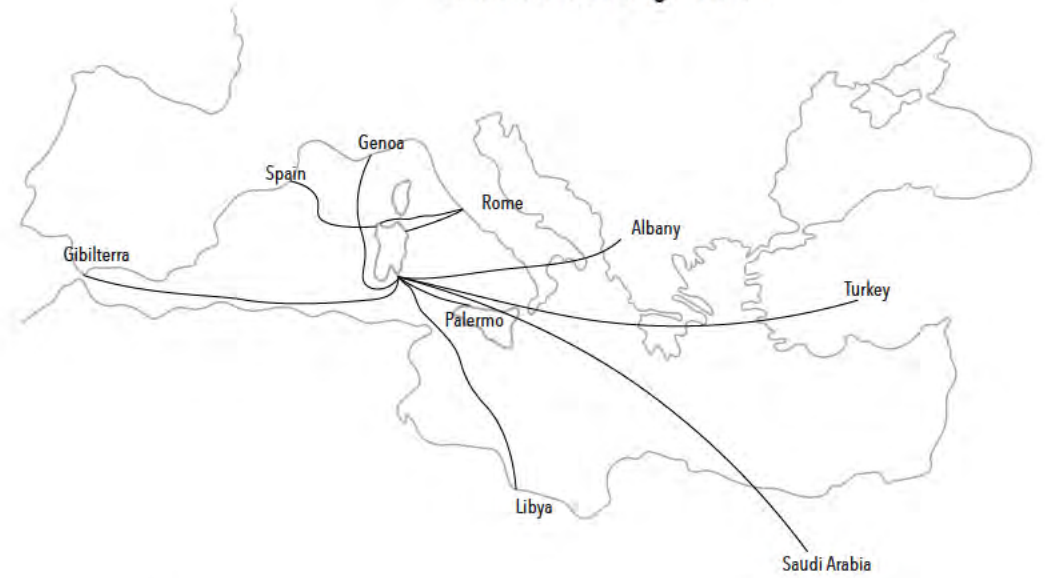 Genoa
Spain
Rome
Albany
Gibilterra
Turkey
Palermo
Libya
Saudi Arabia